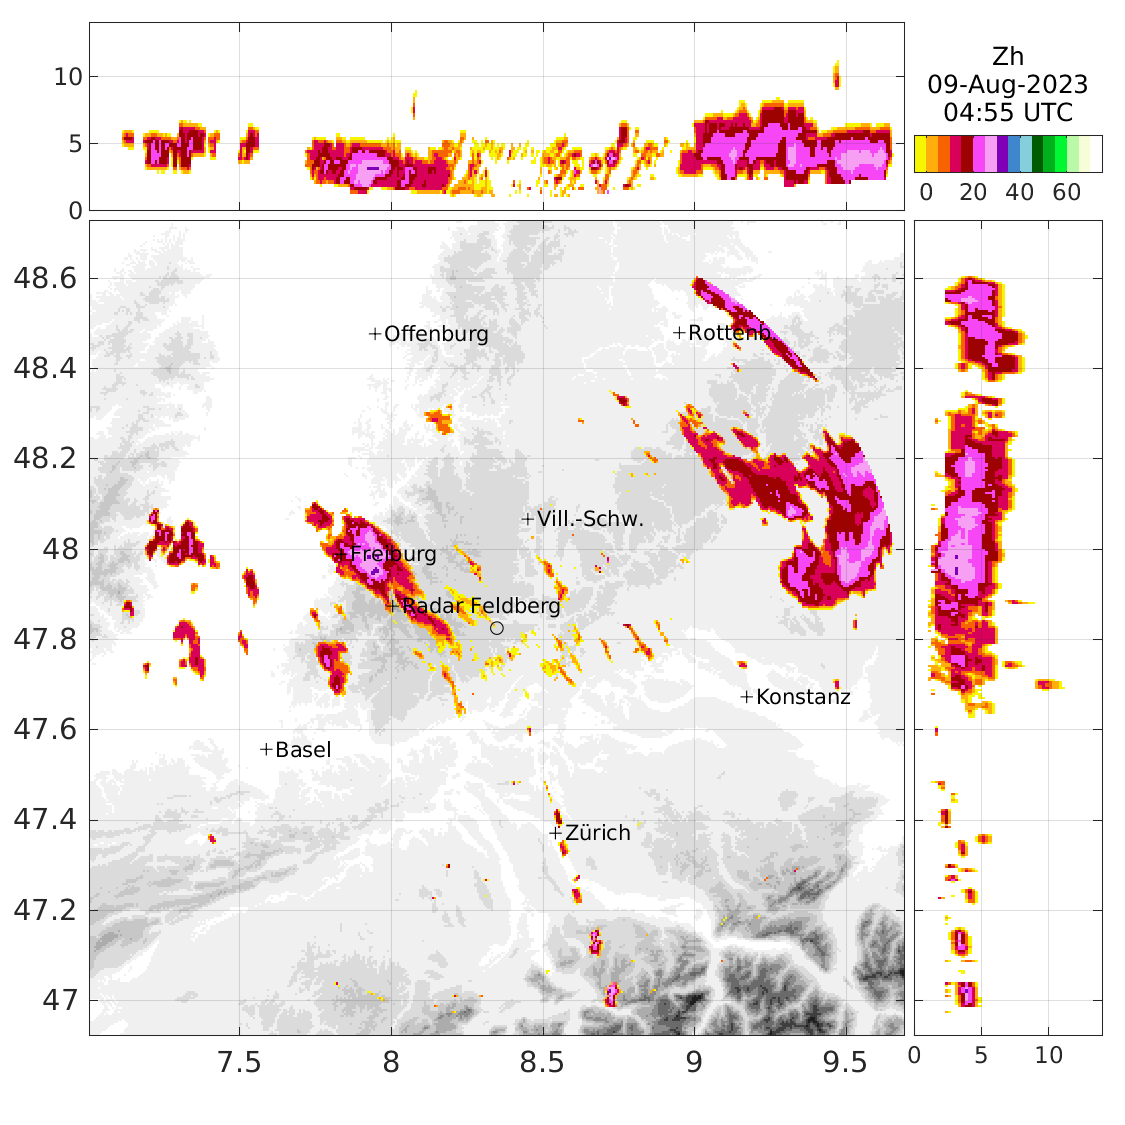 10
5
0
Zh
09-Aug-2023
04:55 UTC
0 20 40 60
48.6
48.4
48.2
48
47.8
47.6
47.4
47.2
47
Offenburg
Rottenb.
Vill.-Schw.
Freiburg
Radar Feldberg
Konstanz
Basel
Zürich
7.5 8 8.5 9 9.5
0 5 10